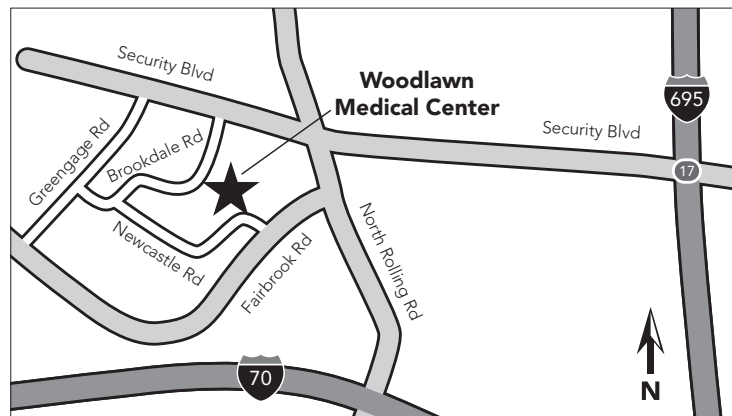 Security Blvd
Woodlawn
Medical Center
695
Security Blvd
17
Greengage Rd
Brookdale Rd
Newcastle Rd
Fairbrook Rd
North Rolling Rd
70
N